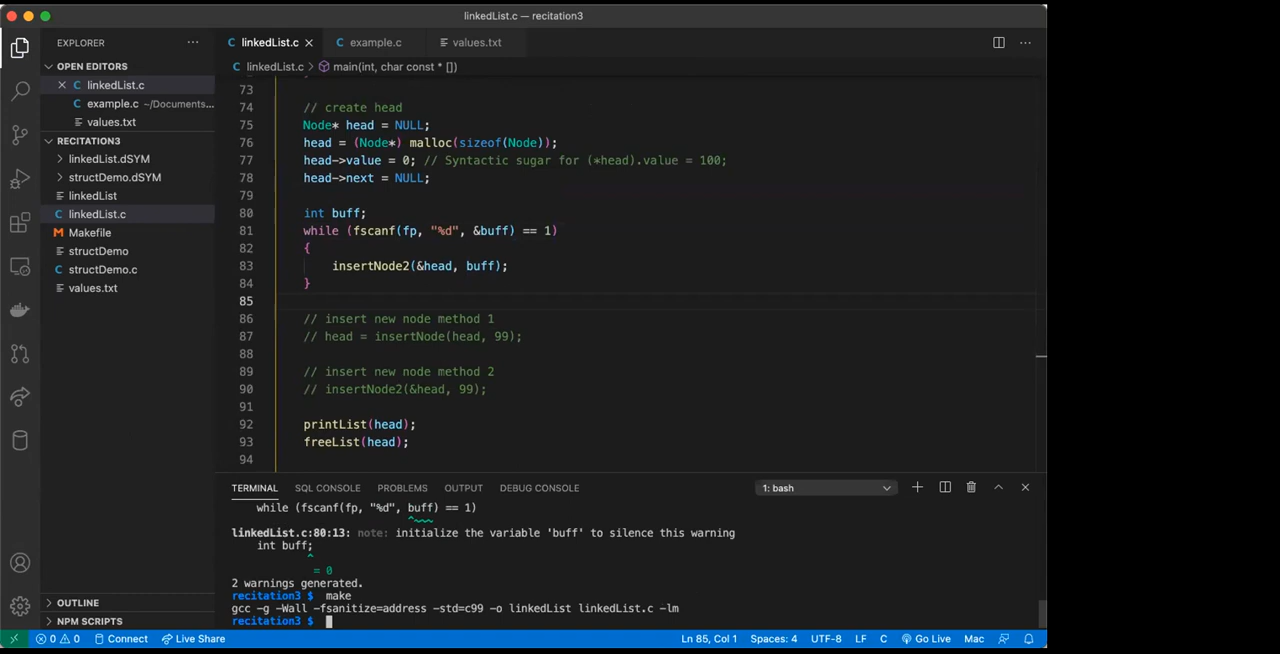 linkedList.c — recitation3
EXPLORER
OPEN EDITORS
linkedList.c
example.c ~/Documents...
values.txt
RECITATION3
linkedList.dSYM
structDemo.dSYM
linkedList
linkedList.c
Makefile
structDemo
structDemo.c
values.txt
OUTLINE
NPM SCRIPTS
linkedList.c
example.c
values.txt
linkedList.c > main(int, char const * [])
73
74 // create head
75 Node* head = NULL;
76 head = (Node*) malloc(sizeof(Node));
77 head->value = 0; // Syntactic sugar for (*head).value = 100;
78 head->next = NULL;
79
80 int buff;
81 while (fscanf(fp, "%d", &buff) == 1)
82 {
83 insertNode2(&head, buff);
84 }
85
86 // insert new node method 1
87 // head = insertNode(head, 99);
88
89 // insert new node method 2
90 // insertNode2(&head, 99);
91
92 printList(head);
93 freeList(head);
94
TERMINAL SQL CONSOLE PROBLEMS OUTPUT DEBUG CONSOLE
1: bash
while (fscanf(fp, "%d", buff) == 1)
^~~~
linkedList.c:80:13: note: initialize the variable 'buff' to silence this warning
int buff;
^
= 0
2 warnings generated.
recitation3 $ make
gcc -g -Wall -fsanitize=address -std=c99 -o linkedList linkedList.c -lm
recitation3 $
0 0 Connect Live Share Ln 85, Col 1 Spaces: 4 UTF-8 LF C Go Live Mac